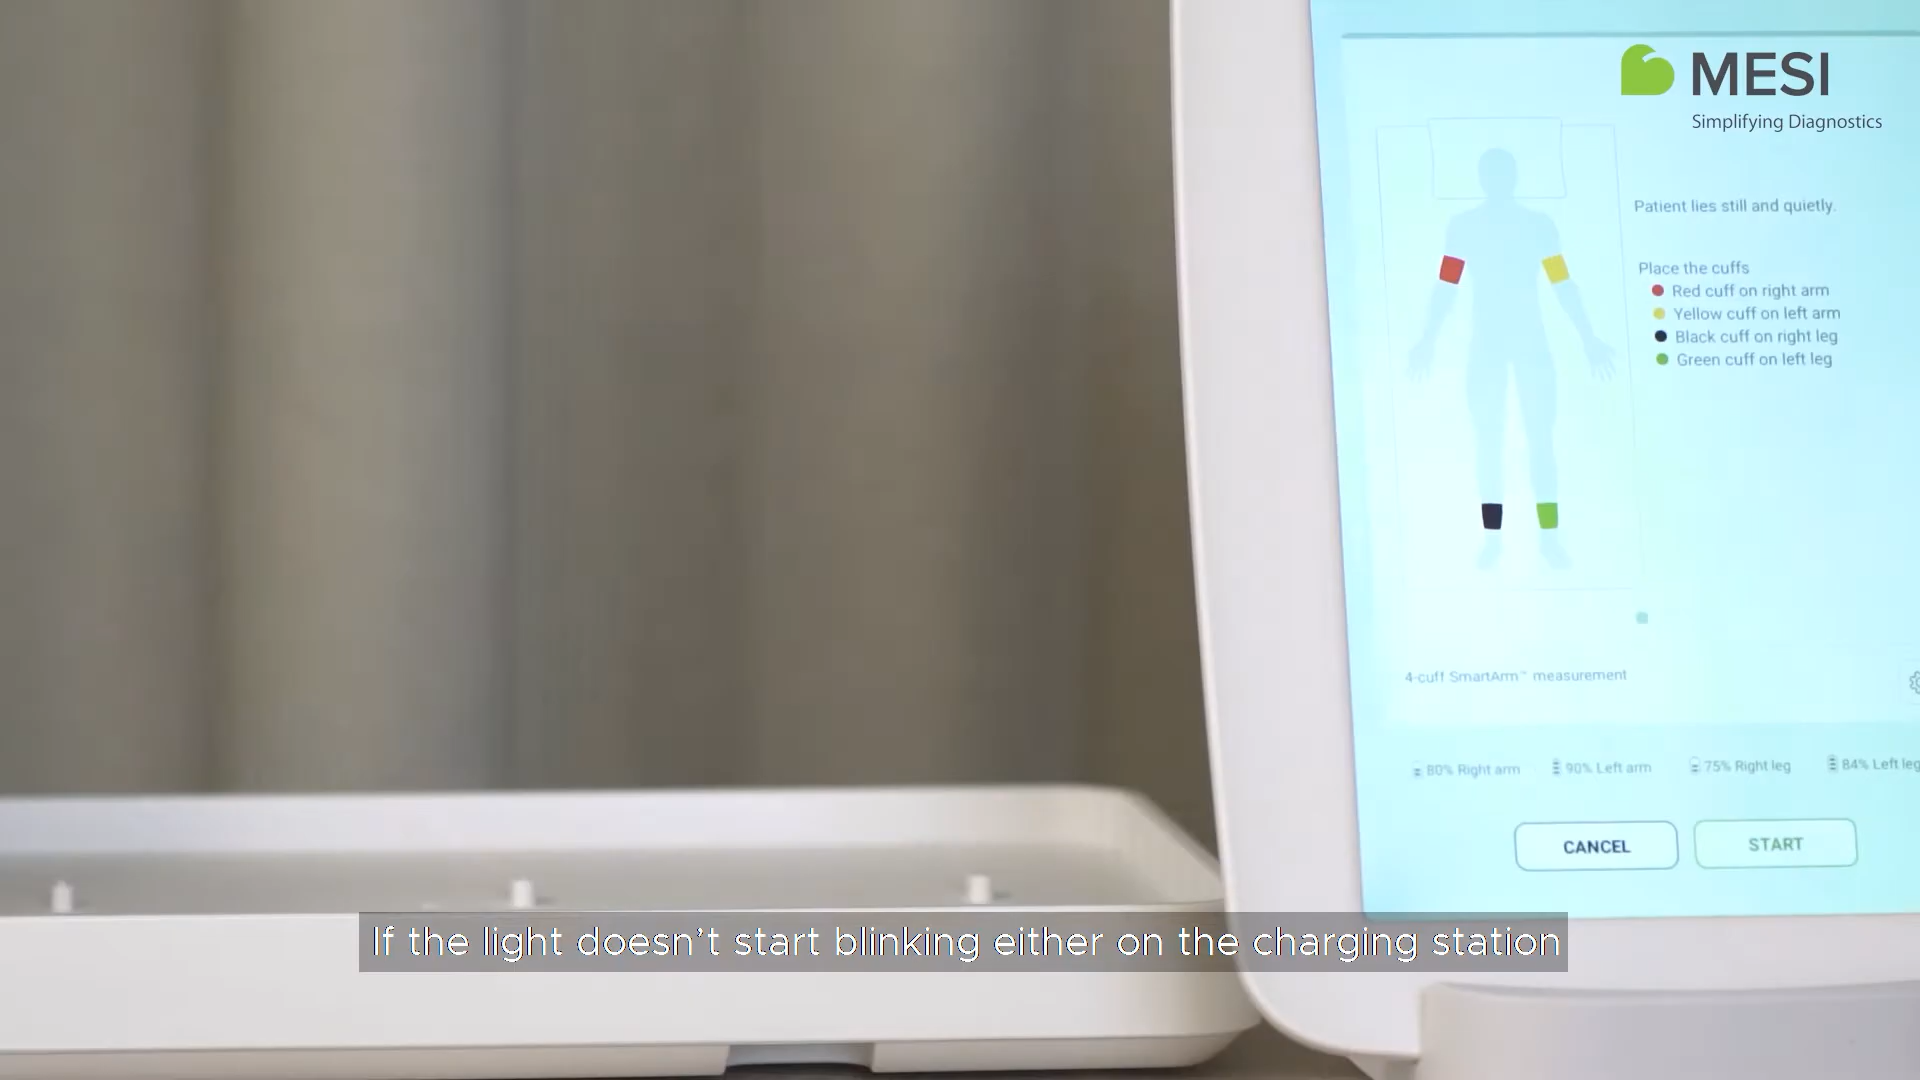 MESI
Simplifying Diagnostics
Patient lies still and quietly.
Place the cuffs
Red cuff on right arm
Yellow cuff on left arm
Black cuff on right leg
Green cuff on left leg
4-cuff SmartArm™ measurement
80% Right arm 90% Left arm 75% Right leg 84% Left leg
CANCEL START
If the light doesn't start blinking either on the charging station